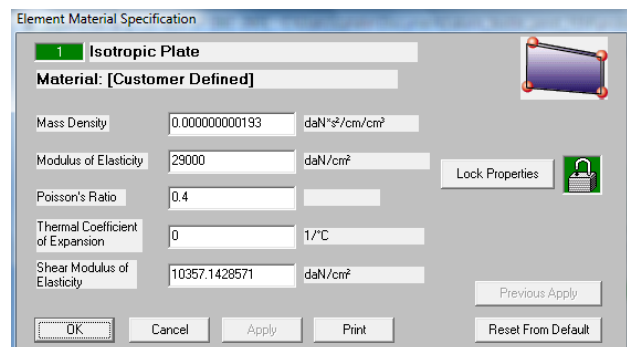 Element Material Specification
1 Isotropic Plate
Material: [Customer Defined]
Mass Density 0.000000000193 daN*s²/cm/cm³
Modulus of Elasticity 29000 daN/cm²
Lock Properties
Poisson's Ratio 0.4
Thermal Coefficient
of Expansion 0 1/°C
Shear Modulus of
Elasticity 10357.1428571 daN/cm²
Previous Apply
OK Cancel Apply Print Reset From Default